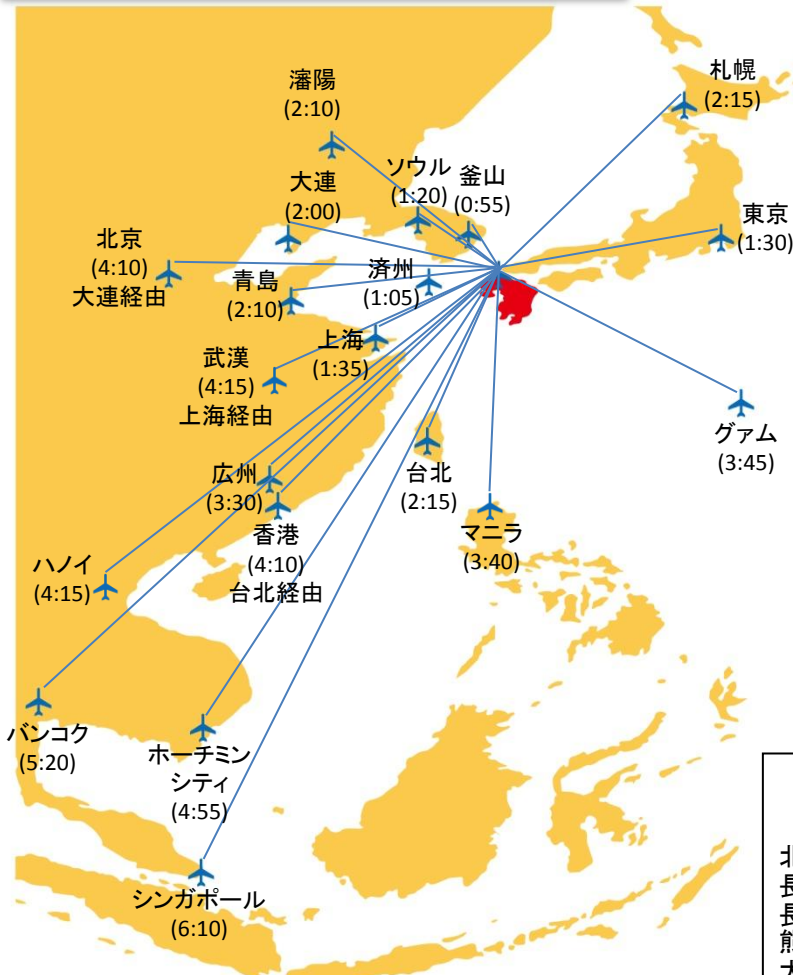 札幌
(2:15)
瀋陽
(2:10)
ソウル
(1:20)
釜山
(0:55)
大連
(2:00)
東京
(1:30)
北京
(4:10)
大連経由
青島
(2:10)
済州
(1:05)
上海
(1:35)
武漢
(4:15)
上海経由
グァム
(3:45)
広州
(3:30)
台北
(2:15)
香港
(4:10)
台北経由
マニラ
(3:40)
ハノイ
(4:15)
バンコク
(5:20)
ホーチミン
シティ
(4:55)
シンガポール
(6:10)
北
長
長
熊